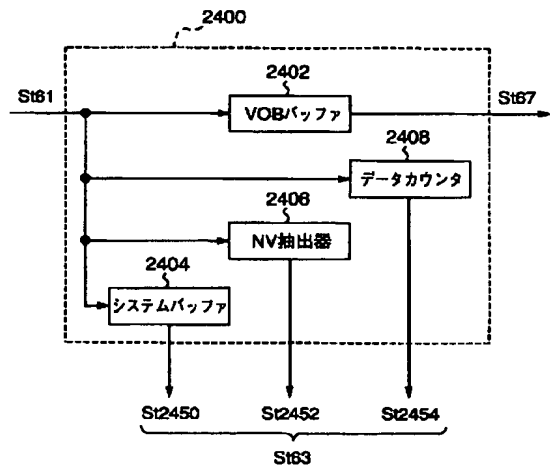 2400
2402
St61
VOBバッファ
St67
2408
データカウンタ
2406
NV抽出器
2404
システムバッファ
St2450
St2452
St2454
St63